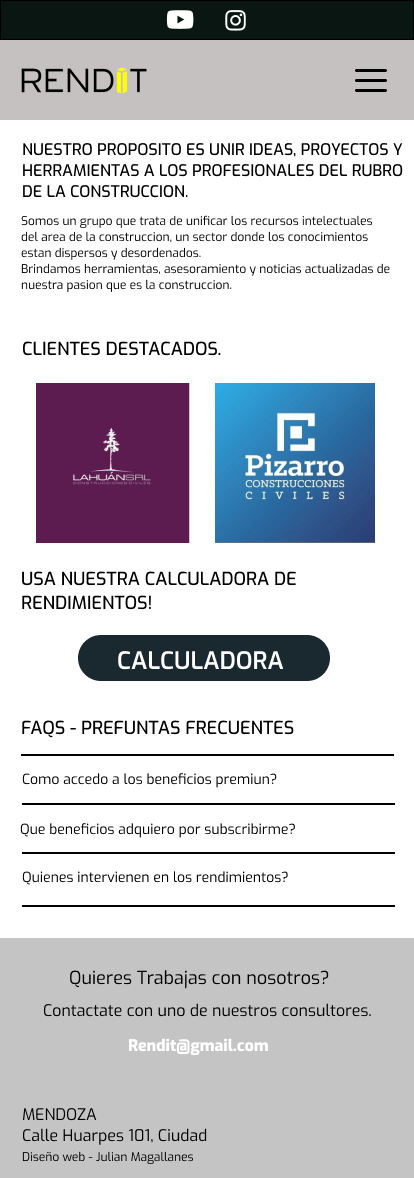 RENDIT
NUESTRO PROPOSITO ES UNIR IDEAS, PROYECTOS Y
HERRAMIENTAS A LOS PROFESIONALES DEL RUBRO
DE LA CONSTRUCCION.
Somos un grupo que trata de unificar los recursos intelectuales
del area de la construccion, un sector donde los conocimientos
estan dispersos y desordenados.
Brindamos herramientas, asesoramiento y noticias actualizadas de
nuestra pasion que es la construccion.
CLIENTES DESTACADOS.
LAHUÁN SRL
CONSTRUCCIONES CIVILES
Pizarro
CONSTRUCCIONES
CIVILES
USA NUESTRA CALCULADORA DE
RENDIMIENTOS!
CALCULADORA
FAQS - PREFUNTAS FRECUENTES
Como accedo a los beneficios premiun?
Que beneficios adquiero por subscribirme?
Quienes intervienen en los rendimientos?
Quieres Trabajas con nosotros?
Contactate con uno de nuestros consultores.
Rendit@gmail.com
MENDOZA
Calle Huarpes 101, Ciudad
Diseño web - Julian Magallanes